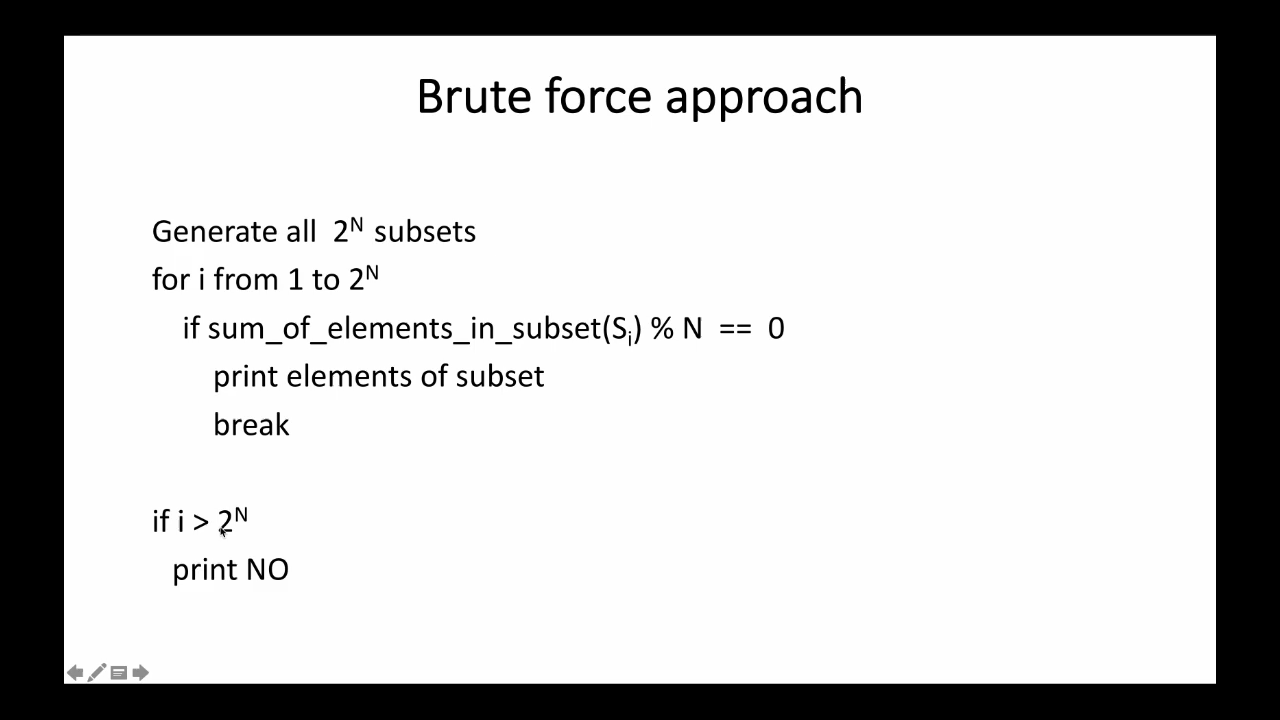 Brute force approach
Generate all 2ᴺ subsets
for i from 1 to 2ᴺ
if sum_of_elements_in_subset(Sᵢ) % N == 0
print elements of subset
break
if i > 2ᴺ
print NO